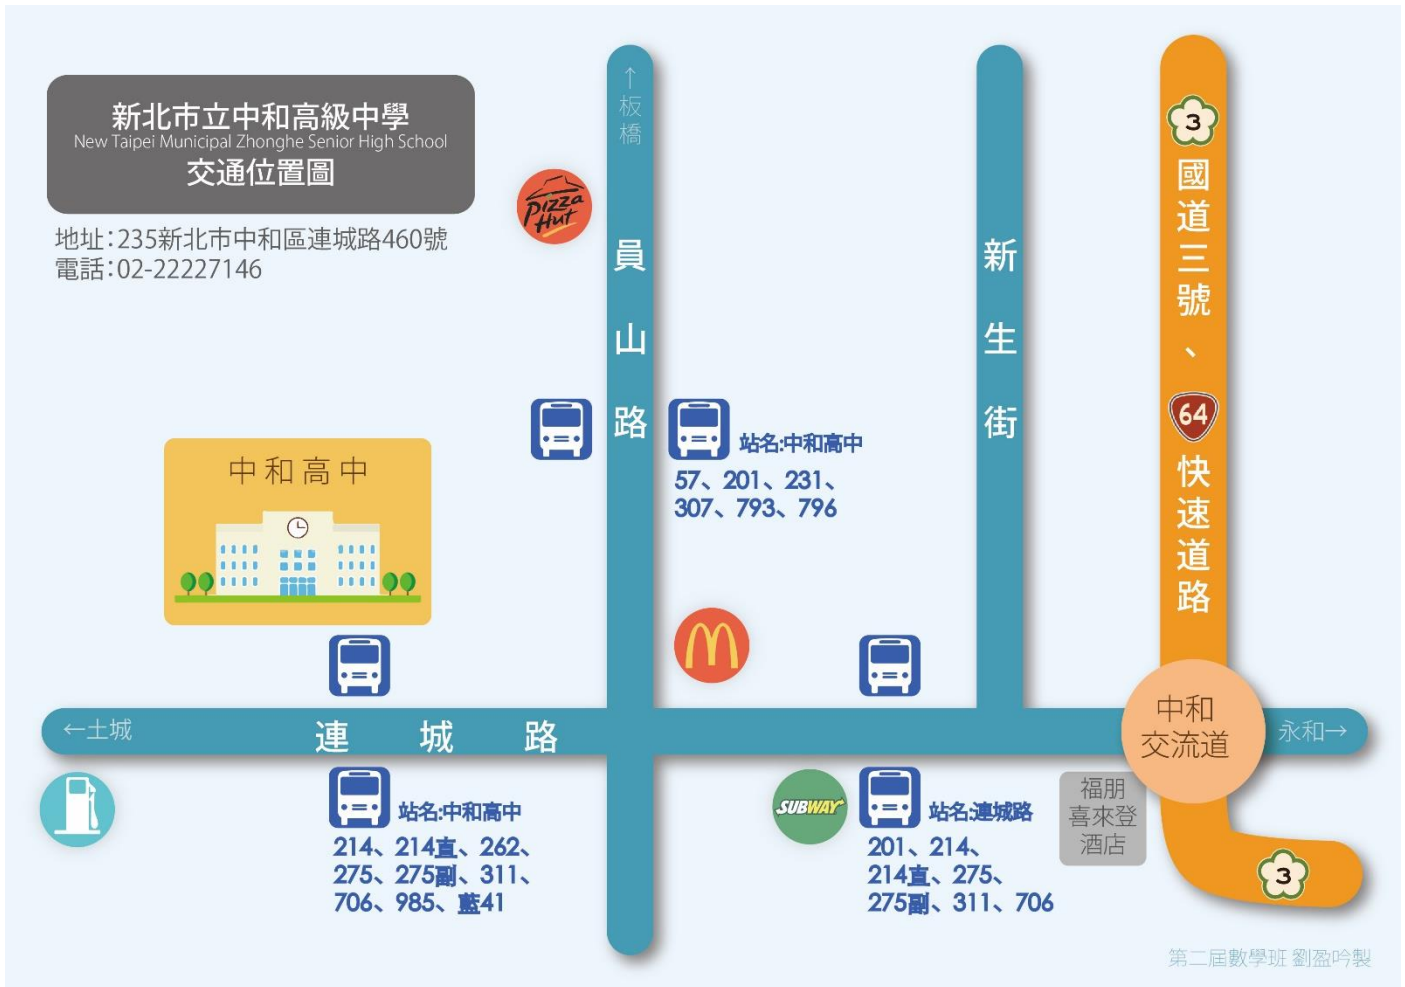 新北市立中和高級中學
New Taipei Municipal Zhonghe Senior High School
交通位置圖
地址:235新北市中和區連城路460號
電話:02-22227146
↑板橋
員山路
Pizza Hut
新生街
3
國道三號、
64
快速道路
站名:中和高中
57、201、231、
307、793、796
中和高中
←土城
連城路
中和
交流道
永和→
站名:中和高中
214、214直、262、
275、275副、311、
706、985、藍41
SUBWAY
站名:連城路
201、214、
214直、275、
275副、311、706
福朋
喜來登
酒店
3
第二屆數學班 劉盈吟製